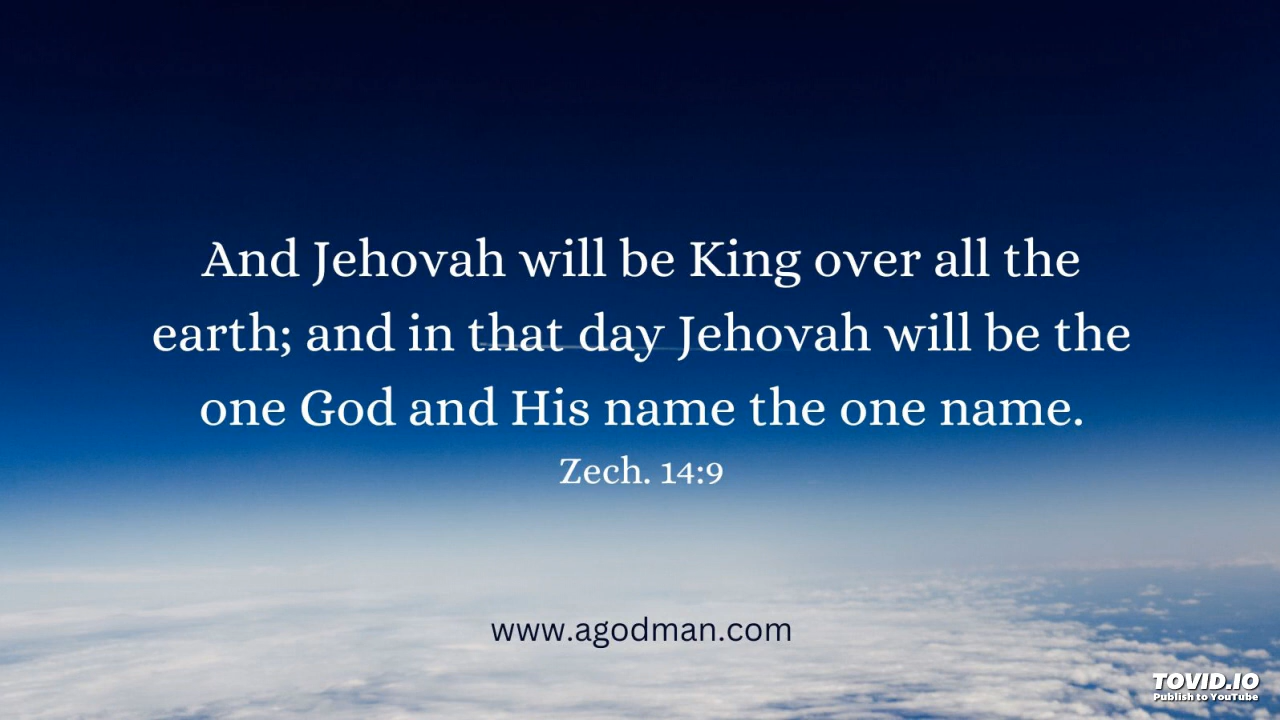 And Jehovah will be King over all the
earth; and in that day Jehovah will be the
one God and His name the one name.
Zech. 14:9
www.agodman.com
TOVID.IO
Publish to YouTube